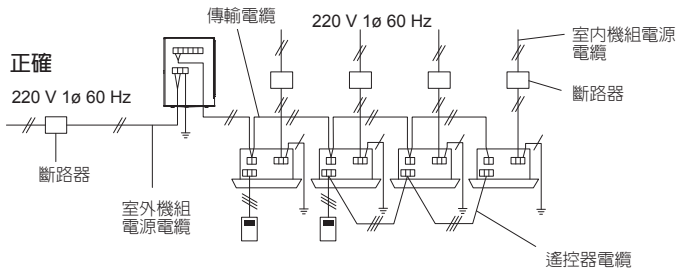 傳輸電纜
220 V 1ø 60 Hz
室內機組電源
電纜
正確
220 V 1ø 60 Hz
斷路器
斷路器
室外機組
電源電纜
遙控器電纜